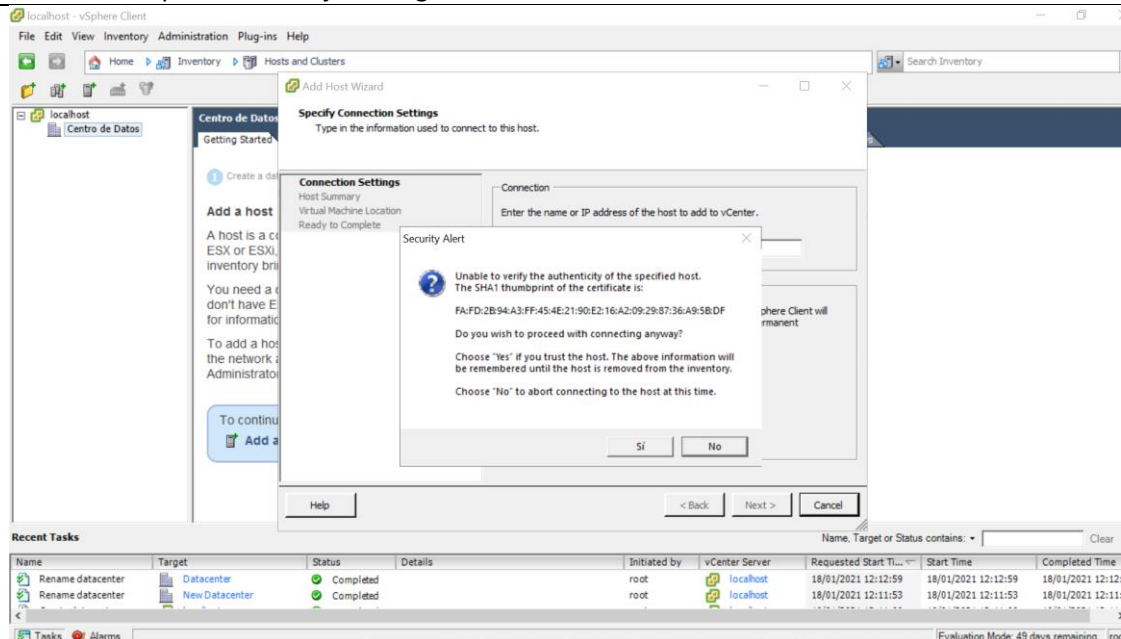 localhost - vSphere Client
File Edit View Inventory Administration Plug-ins Help
Home Inventory Hosts and Clusters
Search Inventory
localhost
Centro de Datos
Centro de Datos
Getting Started
Create a dat
Add a host
A host is a co
ESX or ESXi,
inventory brin
You need a c
don't have E
for informatio
To add a hos
the network a
Administrato
To continu
Add a
Add Host Wizard
Specify Connection Settings
Type in the information used to connect to this host.
Connection Settings
Host Summary
Virtual Machine Location
Ready to Complete
Connection
Enter the name or IP address of the host to add to vCenter.
phere Client will
rmanent
Security Alert
Unable to verify the authenticity of the specified host.
The SHA1 thumbprint of the certificate is:
FA:FD:2B:94:A3:FF:45:4E:21:90:E2:16:A2:09:29:87:36:A9:5B:DF
Do you wish to proceed with connecting anyway?
Choose "Yes" if you trust the host. The above information will
be remembered until the host is removed from the inventory.
Choose "No" to abort connecting to the host at this time.
Sí No
Help < Back Next > Cancel
Recent Tasks Name, Target or Status contains: Clear
Name Target Status Details Initiated by vCenter Server Requested Start Ti... Start Time Completed Time
Rename datacenter Datacenter Completed root localhost 18/01/2021 12:12:59 18/01/2021 12:12:59 18/01/2021 12:12:
Rename datacenter New Datacenter Completed root localhost 18/01/2021 12:11:53 18/01/2021 12:11:53 18/01/2021 12:11:
Tasks Alarms Evaluation Mode: 49 days remaining roo